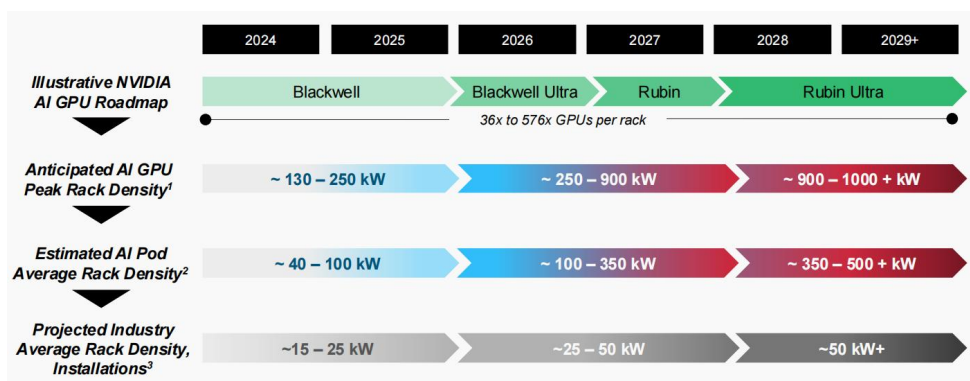 2024 2025 2026 2027 2028 2029+
Illustrative NVIDIA
AI GPU Roadmap
Blackwell Blackwell Ultra Rubin Rubin Ultra
36x to 576x GPUs per rack
Anticipated AI GPU
Peak Rack Density¹
~ 130 – 250 kW ~ 250 – 900 kW ~ 900 – 1000 + kW
Estimated AI Pod
Average Rack Density²
~ 40 – 100 kW ~ 100 – 350 kW ~ 350 – 500 + kW
Projected Industry
Average Rack Density,
Installations³
~15 – 25 kW ~25 – 50 kW ~50 kW+